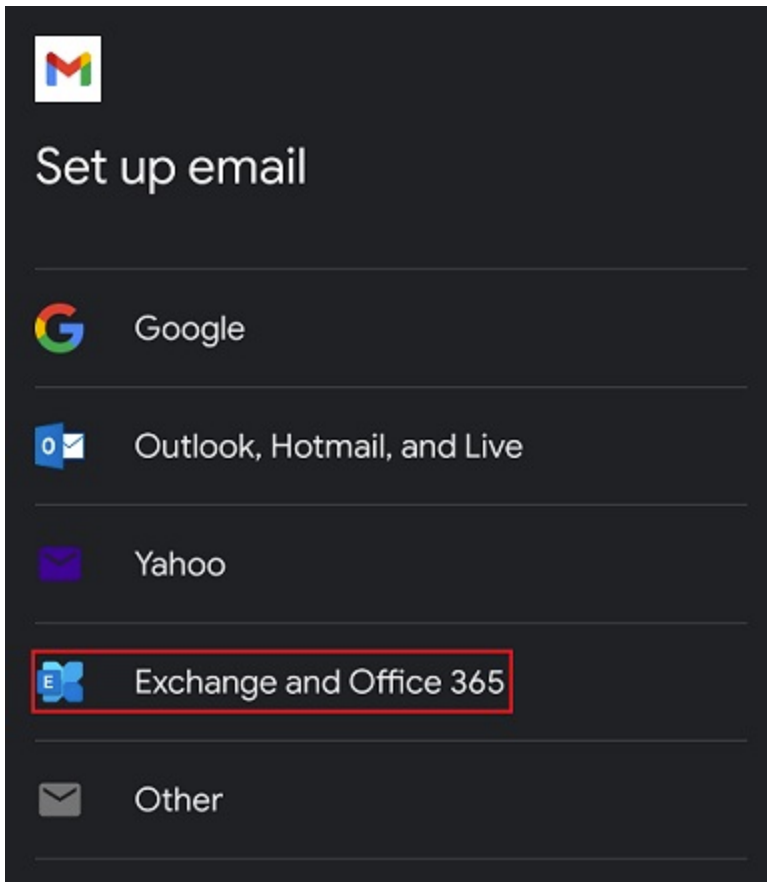 Set up email
Google
Outlook, Hotmail, and Live
Yahoo
Exchange and Office 365
Other